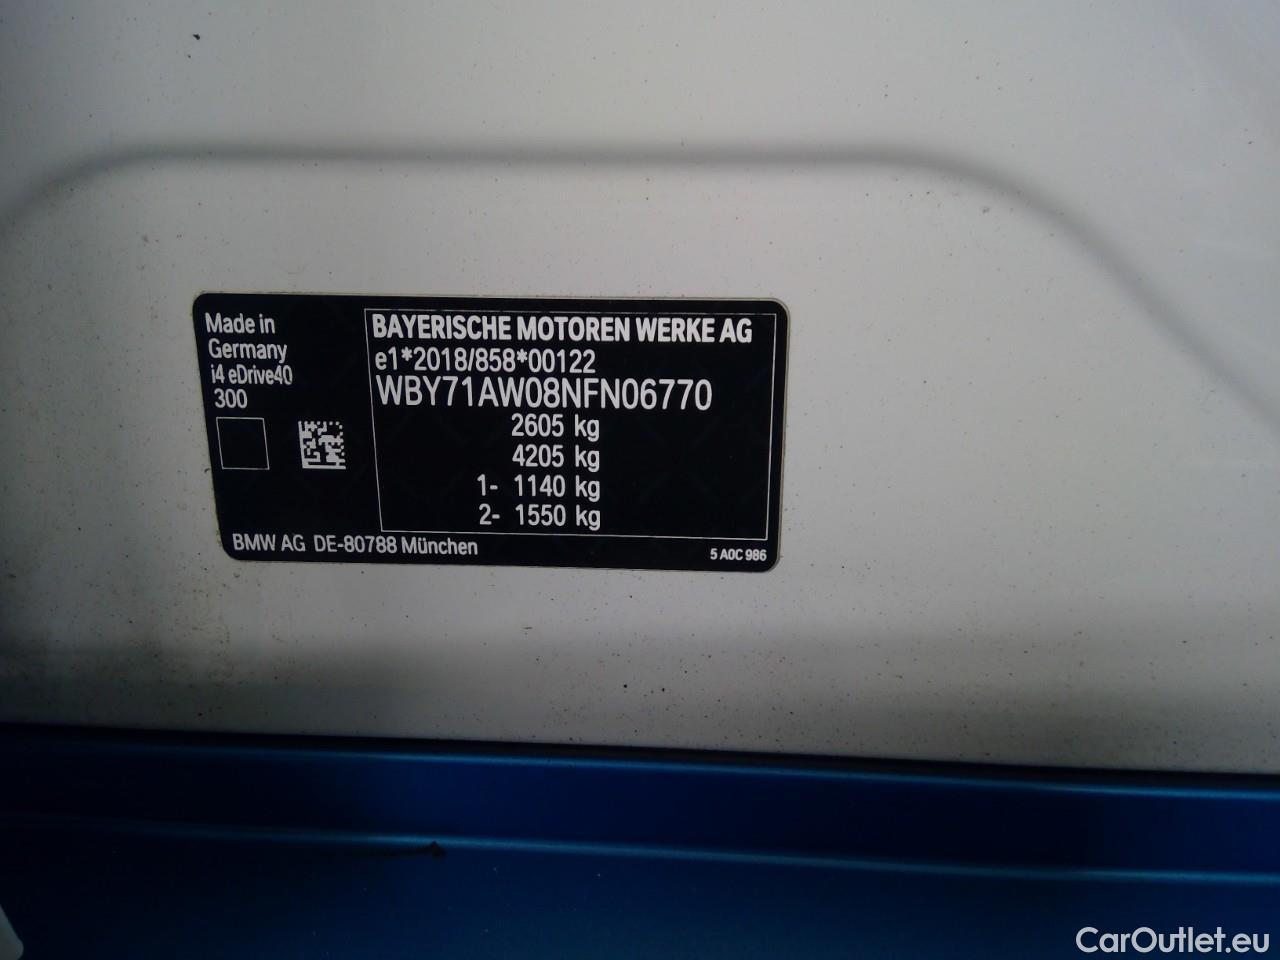 Made in
Germany
i4 eDrive40
300
BAYERISCHE MOTOREN WERKE AG
e1*2018/858*00122
WBY71AW08NFN06770
2605 kg
4205 kg
1- 1140 kg
2- 1550 kg
BMW AG DE-80788 München
5 A0C 986
CarOutlet.eu